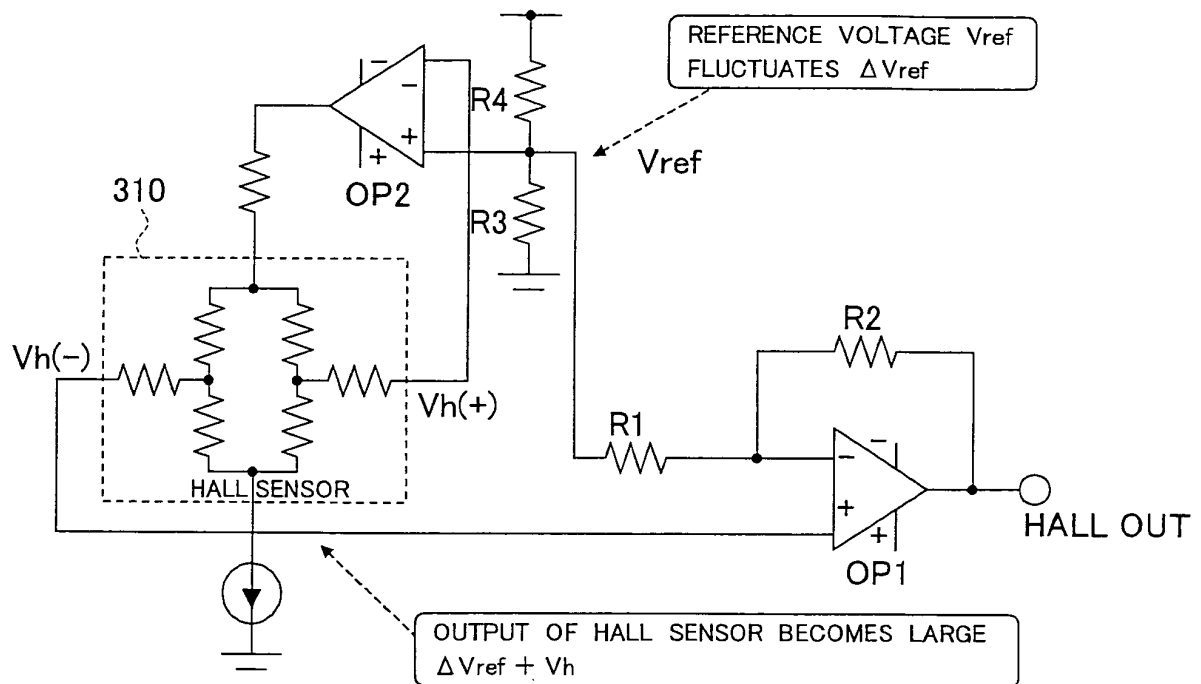 REFERENCE VOLTAGE Vref
FLUCTUATES ΔVref
R4
−
−
+
+
OP2
Vref
R3
310
Vh(-)
Vh(+)
HALL SENSOR
R2
R1
−
−
+
+
OP1
HALL OUT
OUTPUT OF HALL SENSOR BECOMES LARGE
ΔVref + Vh